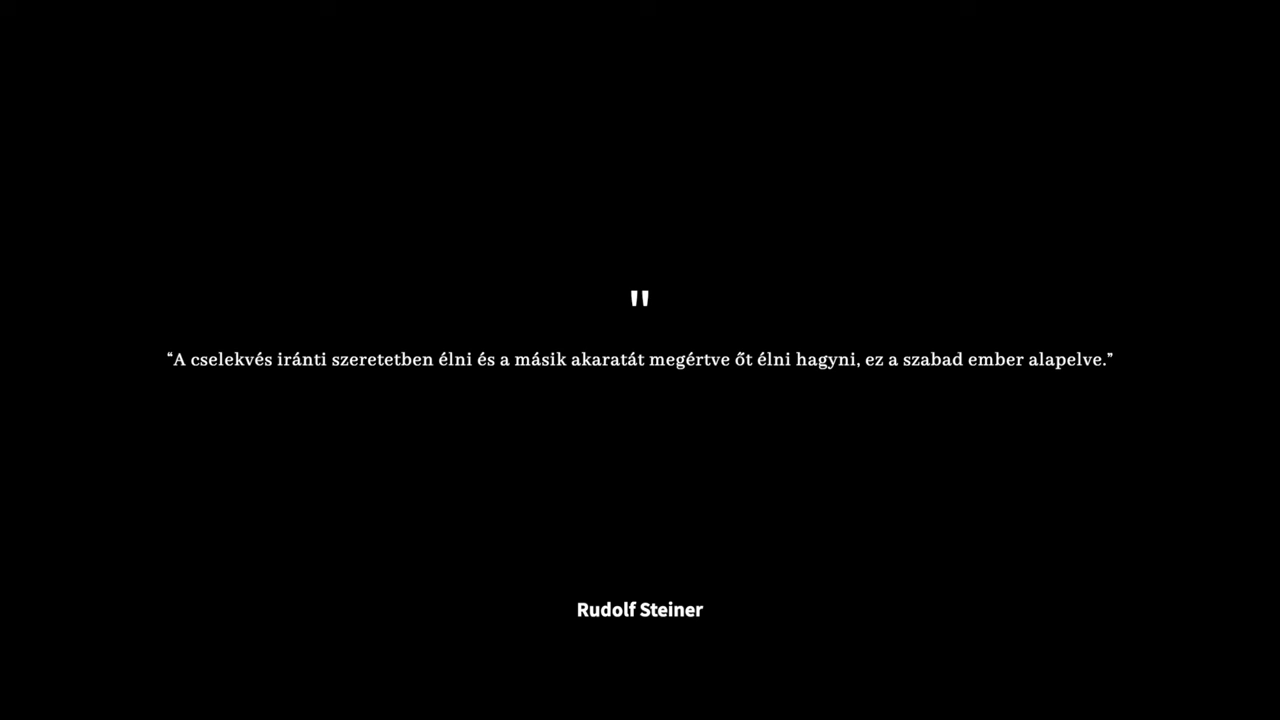 "
“A cselekvés iránti szeretetben élni és a másik akaratát megértve őt élni hagyni, ez a szabad ember alapelve.”
Rudolf Steiner